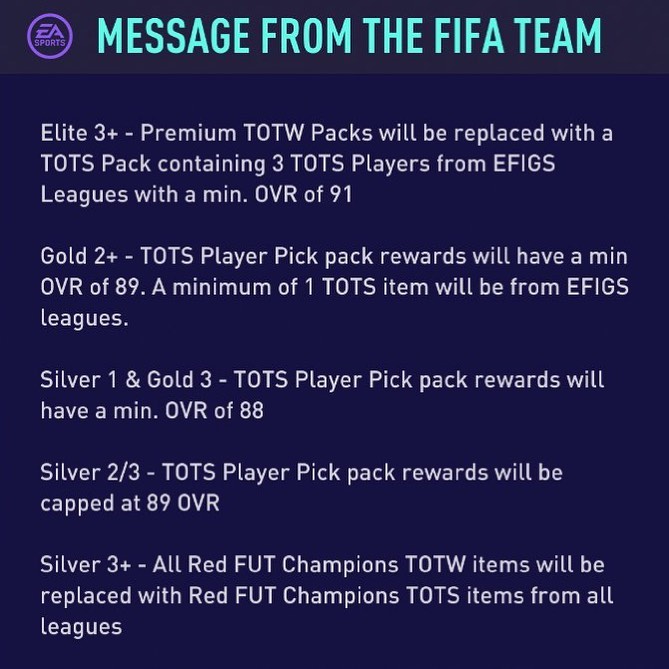 EA
SPORTS
MESSAGE FROM THE FIFA TEAM
Elite 3+ - Premium TOTW Packs will be replaced with a
TOTS Pack containing 3 TOTS Players from EFIGS
Leagues with a min. OVR of 91
Gold 2+ - TOTS Player Pick pack rewards will have a min
OVR of 89. A minimum of 1 TOTS item will be from EFIGS
leagues.
Silver 1 & Gold 3 - TOTS Player Pick pack rewards will
have a min. OVR of 88
Silver 2/3 - TOTS Player Pick pack rewards will be
capped at 89 OVR
Silver 3+ - All Red FUT Champions TOTW items will be
replaced with Red FUT Champions TOTS items from all
leagues